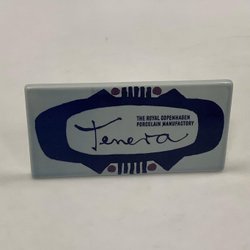 THE ROYAL COPENHAGEN
PORCELAIN MANUFACTORY
Tenera